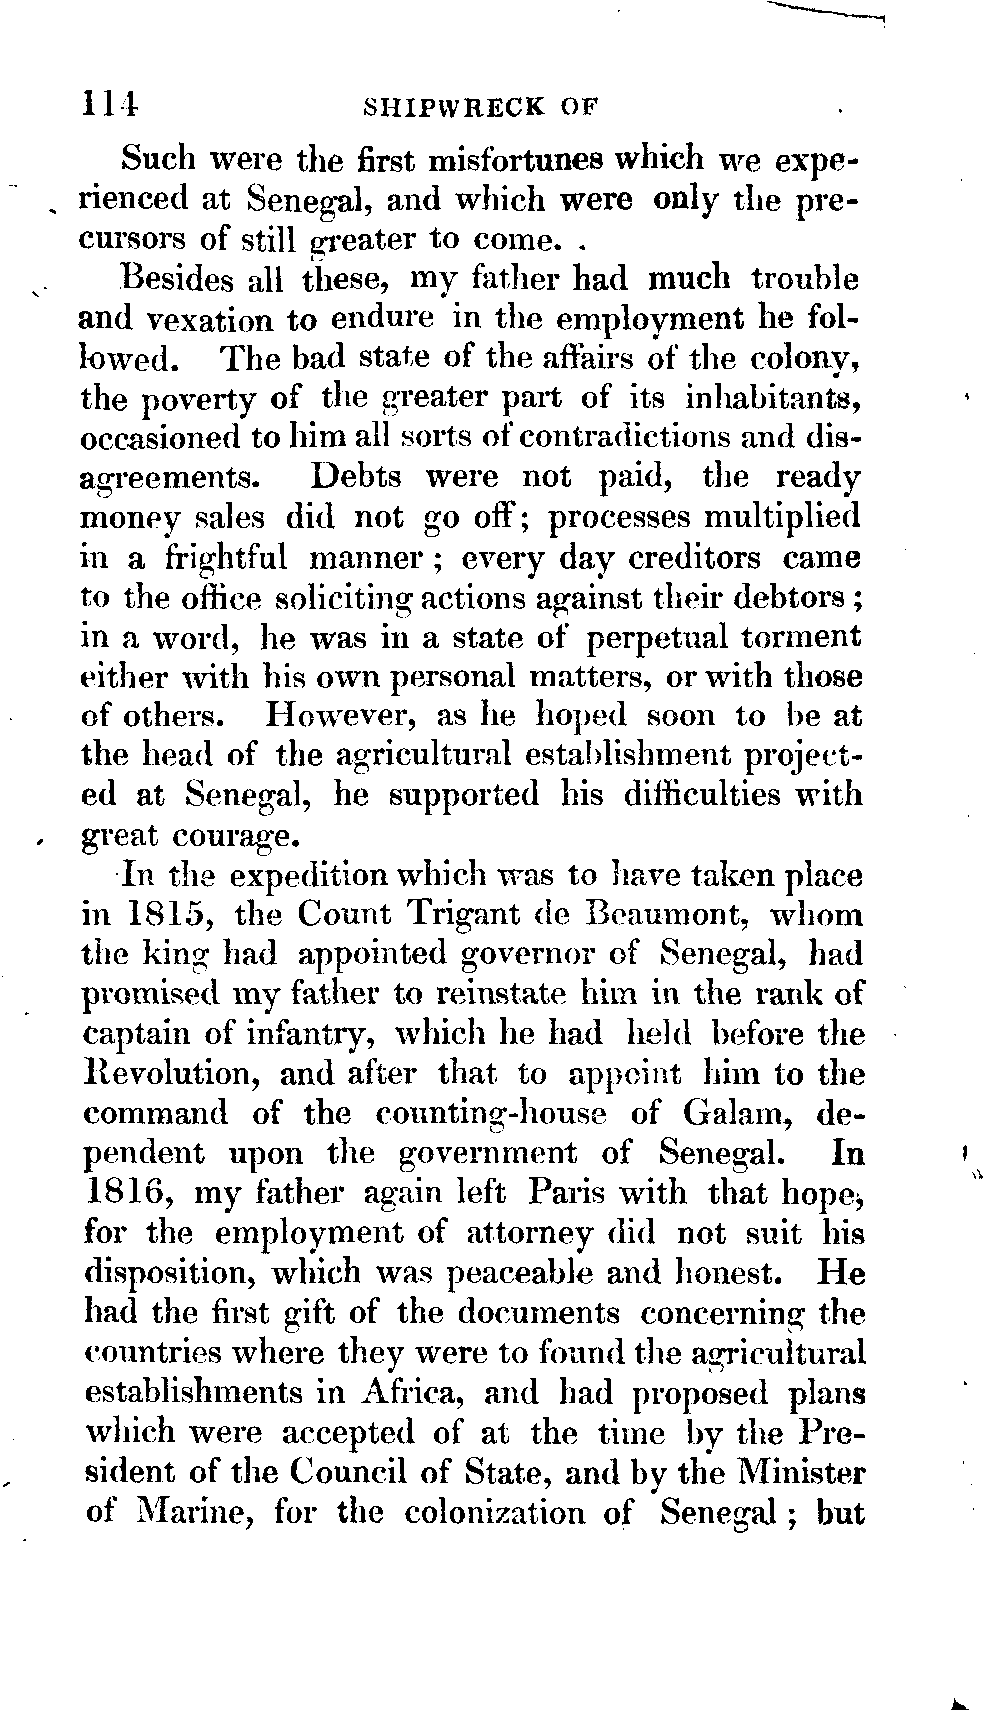 114 SHIPWRECK OF
Such were the first misfortunes which we expe-
rienced at Senegal, and which were only the pre-
cursors of still greater to come.
Besides all these, my father had much trouble
and vexation to endure in the employment he fol-
lowed. The bad state of the affairs of the colony,
the poverty of the greater part of its inhabitants,
occasioned to him all sorts of contradictions and dis-
agreements. Debts were not paid, the ready
money sales did not go off; processes multiplied
in a frightful manner; every day creditors came
to the office soliciting actions against their debtors;
in a word, he was in a state of perpetual torment
either with his own personal matters, or with those
of others. However, as he hoped soon to be at
the head of the agricultural establishment project-
ed at Senegal, he supported his difficulties with
great courage.
In the expedition which was to have taken place
in 1815, the Count Trigant de Beaumont, whom
the king had appointed governor of Senegal, had
promised my father to reinstate him in the rank of
captain of infantry, which he had held before the
Revolution, and after that to appoint him to the
command of the counting-house of Galam, de-
pendent upon the government of Senegal. In
1816, my father again left Paris with that hope,
for the employment of attorney did not suit his
disposition, which was peaceable and honest. He
had the first gift of the documents concerning the
countries where they were to found the agricultural
establishments in Africa, and had proposed plans
which were accepted of at the time by the Pre-
sident of the Council of State, and by the Minister
of Marine, for the colonization of Senegal; but